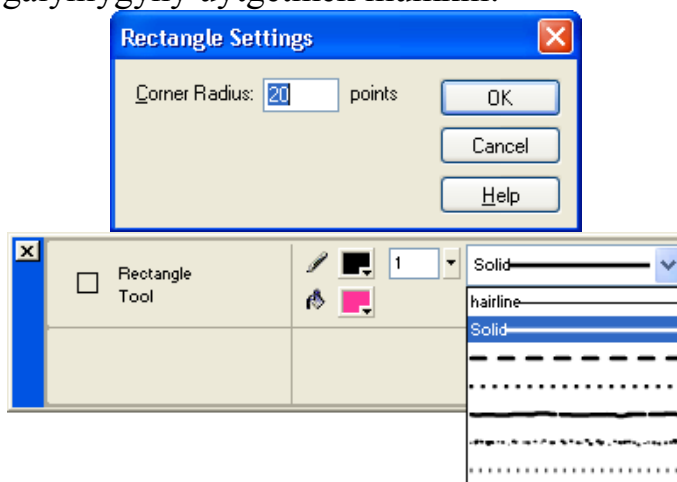 Rectangle Settings
Corner Radius: 20 points
OK
Cancel
Help
Rectangle
Tool
1
Solid
hairline
Solid